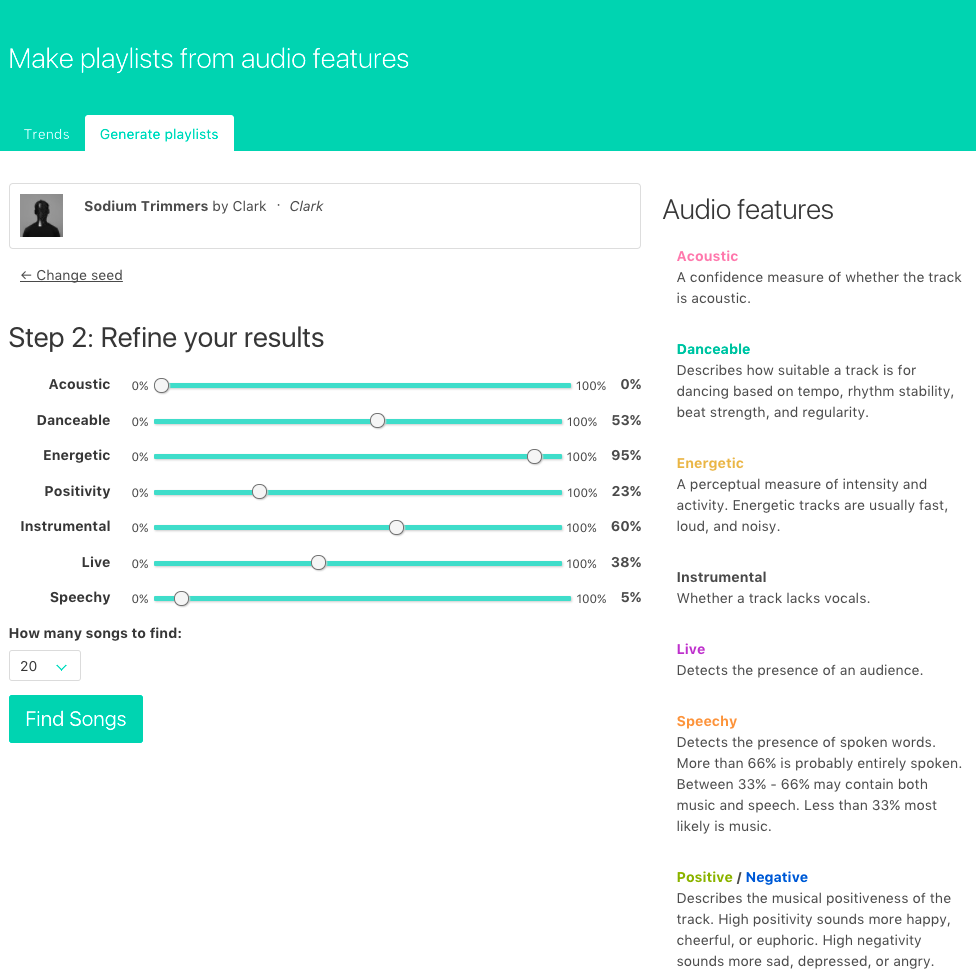 Make playlists from audio features
Trends
Generate playlists
Sodium Trimmers by Clark · Clark
← Change seed
Step 2: Refine your results
Acoustic 0% 100% 0%
Danceable 0% 100% 53%
Energetic 0% 100% 95%
Positivity 0% 100% 23%
Instrumental 0% 100% 60%
Live 0% 100% 38%
Speechy 0% 100% 5%
How many songs to find:
20
Find Songs
Audio features
Acoustic
A confidence measure of whether the track
is acoustic.
Danceable
Describes how suitable a track is for
dancing based on tempo, rhythm stability,
beat strength, and regularity.
Energetic
A perceptual measure of intensity and
activity. Energetic tracks are usually fast,
loud, and noisy.
Instrumental
Whether a track lacks vocals.
Live
Detects the presence of an audience.
Speechy
Detects the presence of spoken words.
More than 66% is probably entirely spoken.
Between 33% - 66% may contain both
music and speech. Less than 33% most
likely is music.
Positive / Negative
Describes the musical positiveness of the
track. High positivity sounds more happy,
cheerful, or euphoric. High negativity
sounds more sad, depressed, or angry.